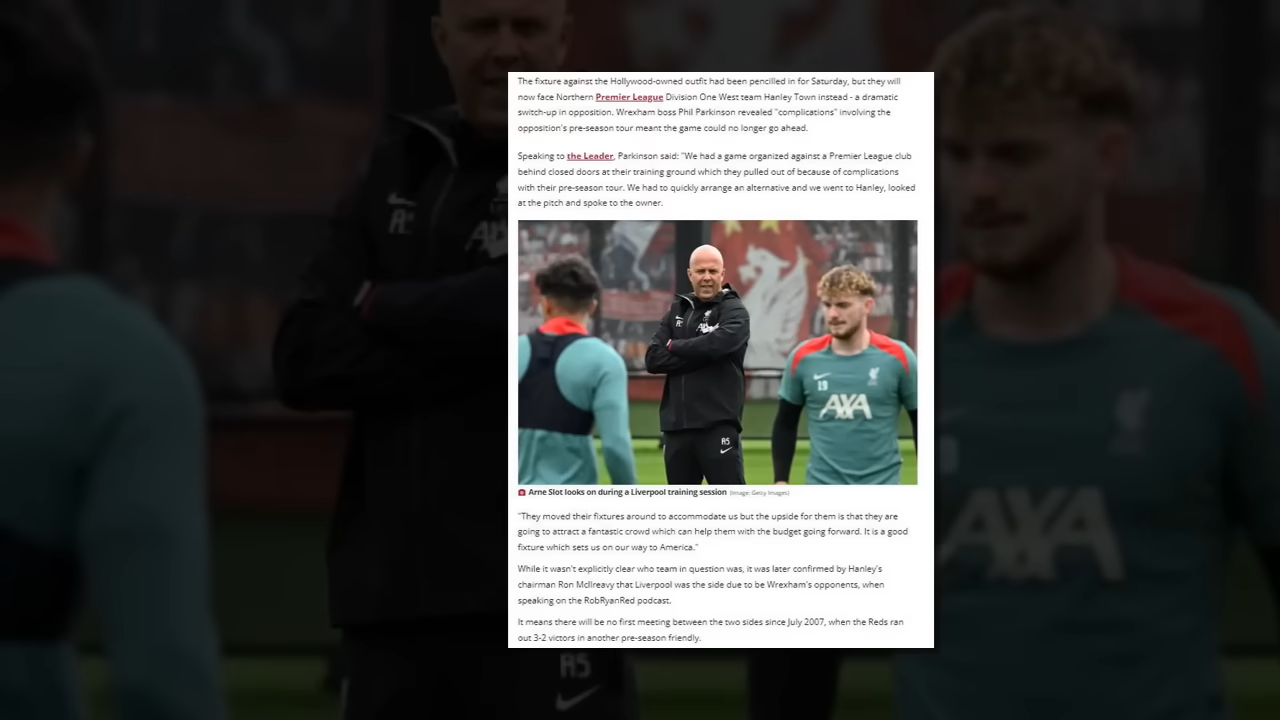 The fixture against the Hollywood-owned outfit had been pencilled in for Saturday, but they will
now face Northern Premier League Division One West team Hanley Town instead - a dramatic
switch-up in opposition. Wrexham boss Phil Parkinson revealed "complications" involving the
opposition's pre-season tour meant the game could no longer go ahead.
Speaking to the Leader, Parkinson said: "We had a game organized against a Premier League club
behind closed doors at their training ground which they pulled out of because of complications
with their pre-season tour. We had to quickly arrange an alternative and we went to Hanley, looked
at the pitch and spoke to the owner.
AS
AXA
19
AXA
AS
Arne Slot looks on during a Liverpool training session (Image: Getty Images)
"They moved their fixtures around to accommodate us but the upside for them is that they are
going to attract a fantastic crowd which can help them with the budget going forward. It is a good
fixture which sets us on our way to America."
While it wasn't explicitly clear who team in question was, it was later confirmed by Hanley's
chairman Ron McIlreavy that Liverpool was the side due to be Wrexham's opponents, when
speaking on the RobRyanRed podcast.
It means there will be no first meeting between the two sides since July 2007, when the Reds ran
out 3-2 victors in another pre-season friendly.
AXA
AS